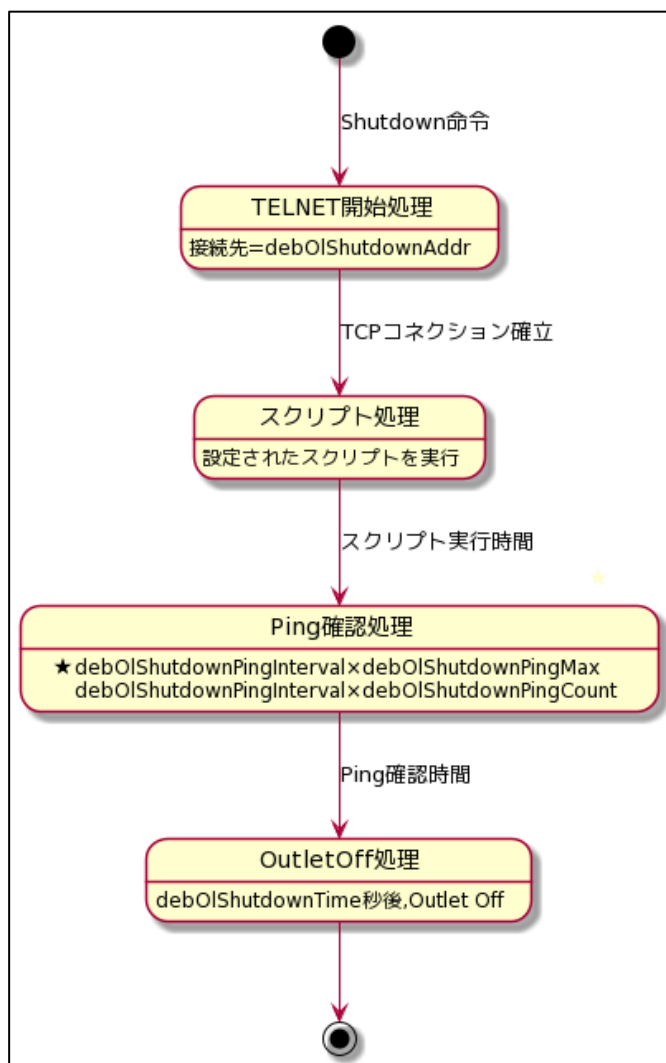 Shutdown命令
TELNET開始処理
接続先=debOlShutdownAddr
TCPコネクション確立
スクリプト処理
設定されたスクリプトを実行
スクリプト実行時間
★
Ping確認処理
★debOlShutdownPingInterval×debOlShutdownPingMax
debOlShutdownPingInterval×debOlShutdownPingCount
Ping確認時間
OutletOff処理
debOlShutdownTime秒後,Outlet Off